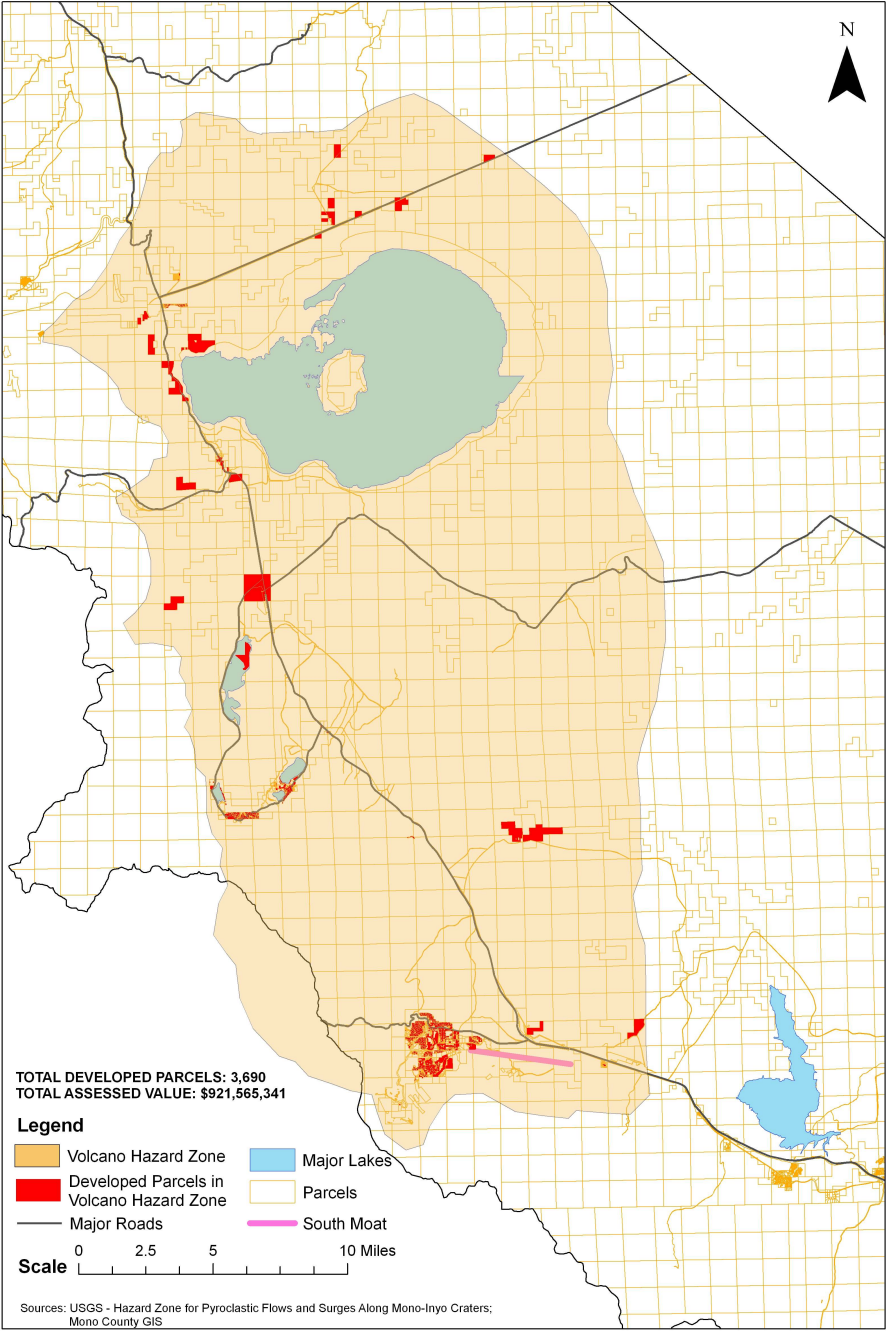 N
TOTAL DEVELOPED PARCELS: 3,690
TOTAL ASSESSED VALUE: $921,565,341
Legend
Volcano Hazard Zone
Developed Parcels in
Volcano Hazard Zone
Major Roads
Major Lakes
Parcels
South Moat
Scale
0 2.5 5 10 Miles
Sources: USGS - Hazard Zone for Pyroclastic Flows and Surges Along Mono-Inyo Craters;
Mono County GIS